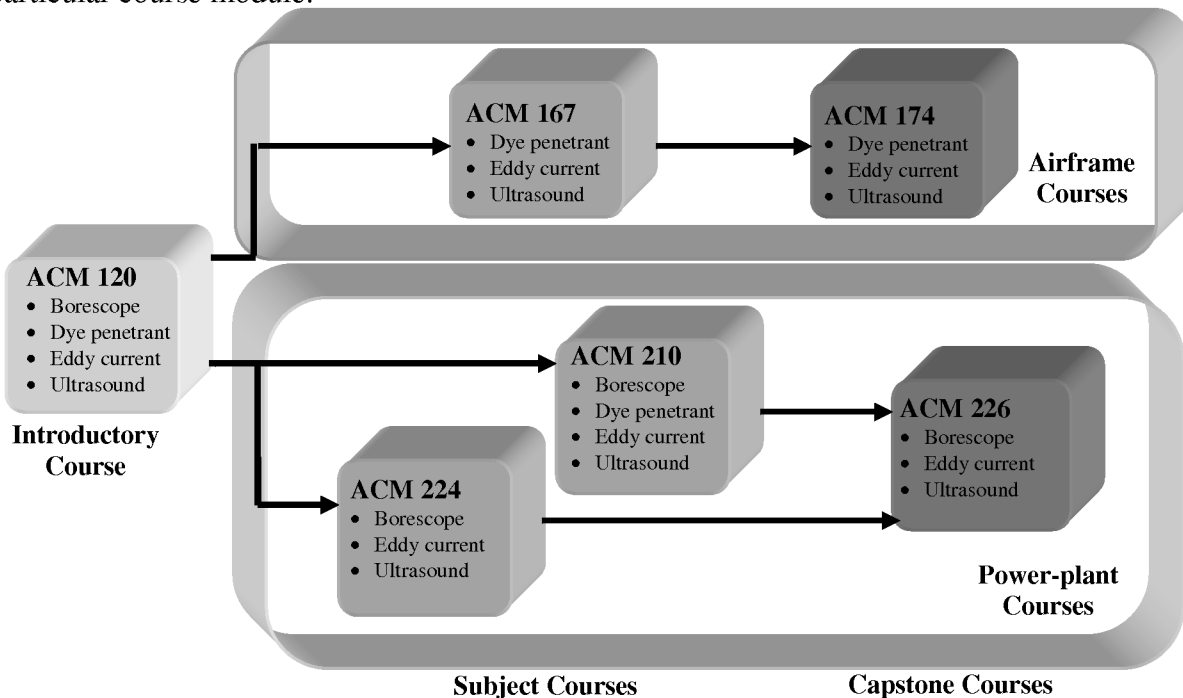 particular course module.
ACM 167
• Dye penetrant
• Eddy current
• Ultrasound
ACM 174
• Dye penetrant
• Eddy current
• Ultrasound
Airframe
Courses
ACM 120
• Borescope
• Dye penetrant
• Eddy current
• Ultrasound
Introductory
Course
ACM 210
• Borescope
• Dye penetrant
• Eddy current
• Ultrasound
ACM 224
• Borescope
• Eddy current
• Ultrasound
ACM 226
• Borescope
• Eddy current
• Ultrasound
Power-plant
Courses
Subject Courses
Capstone Courses